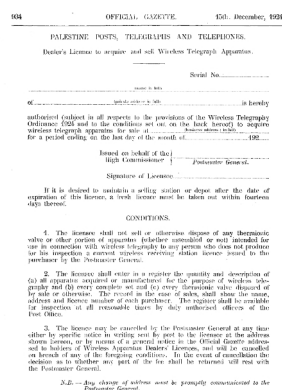 934 OFFICIAL GAZETTE. 15th. December, 1924
PALESTINE POSTS, TELEGRAPHS AND TELEPHONES.
Dealer's License to acquire and sell Wireless Telegraph Apparatus.
Serial No.
of is hereby
authorised (subject in all respects to the provisions of the Wireless Telegraphy
Ordinance 1924 and to the conditions set out on the back hereof) to acquire
wireless telegraph apparatus for sale at
for a period ending on the last day of the month of 192
Issued on behalf of the
High Commissioner
Postmaster General.
Signature of Licensee
If it is desired to maintain a selling station or depot after the date of
expiration of this licence, a fresh licence must be taken out within fourteen
days thereof.
CONDITIONS.
1. The licensee shall not sell or otherwise dispose of any thermionic
valve or other portion of apparatus (whether assembled or not) intended for
use in connection with wireless telegraphy to any person who does not produce
for his inspection a current wireless receiving station licence issued to the
purchaser by the Postmaster General.
2. The licensee shall enter in a register the quantity and description of
(a) all apparatus acquired or manufactured for the purpose of wireless tele-
graphy and (b) every complete set and (c) every thermionic valve disposed of
by sale or otherwise. The record in the case of sales, shall contain the name
address and licence number of each purchaser. The register shall be available
for inspection at all reasonable times by duly authorised officers of the
Post Office.
3. The licence may be cancelled by the Postmaster General at any time
either by specific notice in writing sent by post to the licensee at the address
shown hereon, or by means of a general notice in the Official Gazette address-
ed to holders of Wireless Apparatus Dealers Licences, and will be cancelled
on breach of any of the foregoing conditions. In the event of cancellation the
decision as to whether any part of the fee shall be returned will rest with
the Postmaster General.
N.B.— Any change of address must be promptly communicated to the
Postmaster General.